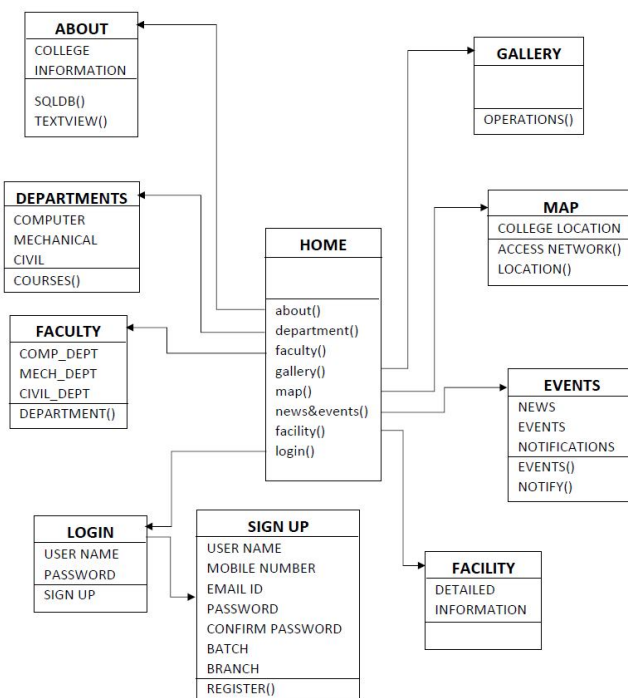 ABOUT
COLLEGE
INFORMATION
SQLDB()
TEXTVIEW()
GALLERY
OPERATIONS()
DEPARTMENTS
COMPUTER
MECHANICAL
CIVIL
COURSES()
MAP
COLLEGE LOCATION
ACCESS NETWORK()
LOCATION()
HOME
about()
department()
faculty()
gallery()
map()
news&events()
facility()
login()
FACULTY
COMP_DEPT
MECH_DEPT
CIVIL_DEPT
DEPARTMENT()
EVENTS
NEWS
EVENTS
NOTIFICATIONS
EVENTS()
NOTIFY()
LOGIN
USER NAME
PASSWORD
SIGN UP
SIGN UP
USER NAME
MOBILE NUMBER
EMAIL ID
PASSWORD
CONFIRM PASSWORD
BATCH
BRANCH
REGISTER()
FACILITY
DETAILED
INFORMATION